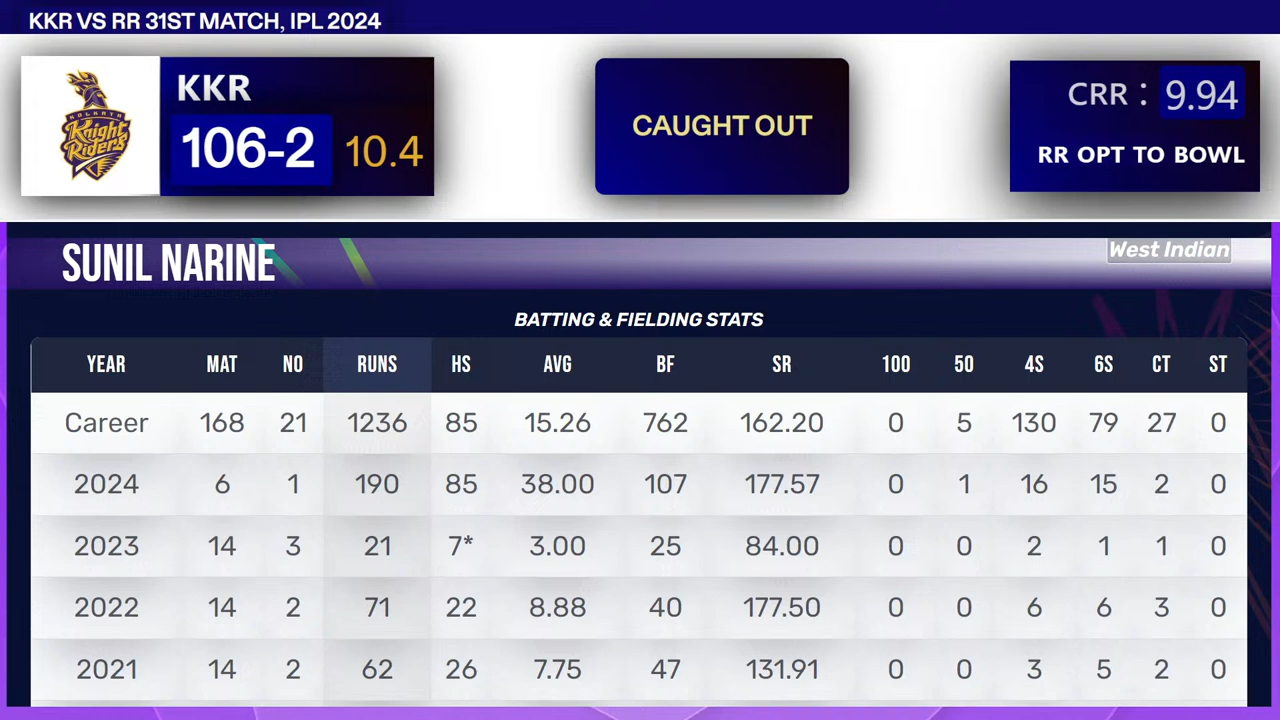 KKR VS RR 31ST MATCH, IPL 2024
KOLKATA
Knight
Riders
KKR
106-2 10.4
CAUGHT OUT
CRR : 9.94
RR OPT TO BOWL
SUNIL NARINE
West Indian
BATTING & FIELDING STATS
YEAR MAT NO RUNS HS AVG BF SR 100 50 4S 6S CT ST
Career 168 21 1236 85 15.26 762 162.20 0 5 130 79 27 0
2024 6 1 190 85 38.00 107 177.57 0 1 16 15 2 0
2023 14 3 21 7* 3.00 25 84.00 0 0 2 1 1 0
2022 14 2 71 22 8.88 40 177.50 0 0 6 6 3 0
2021 14 2 62 26 7.75 47 131.91 0 0 3 5 2 0